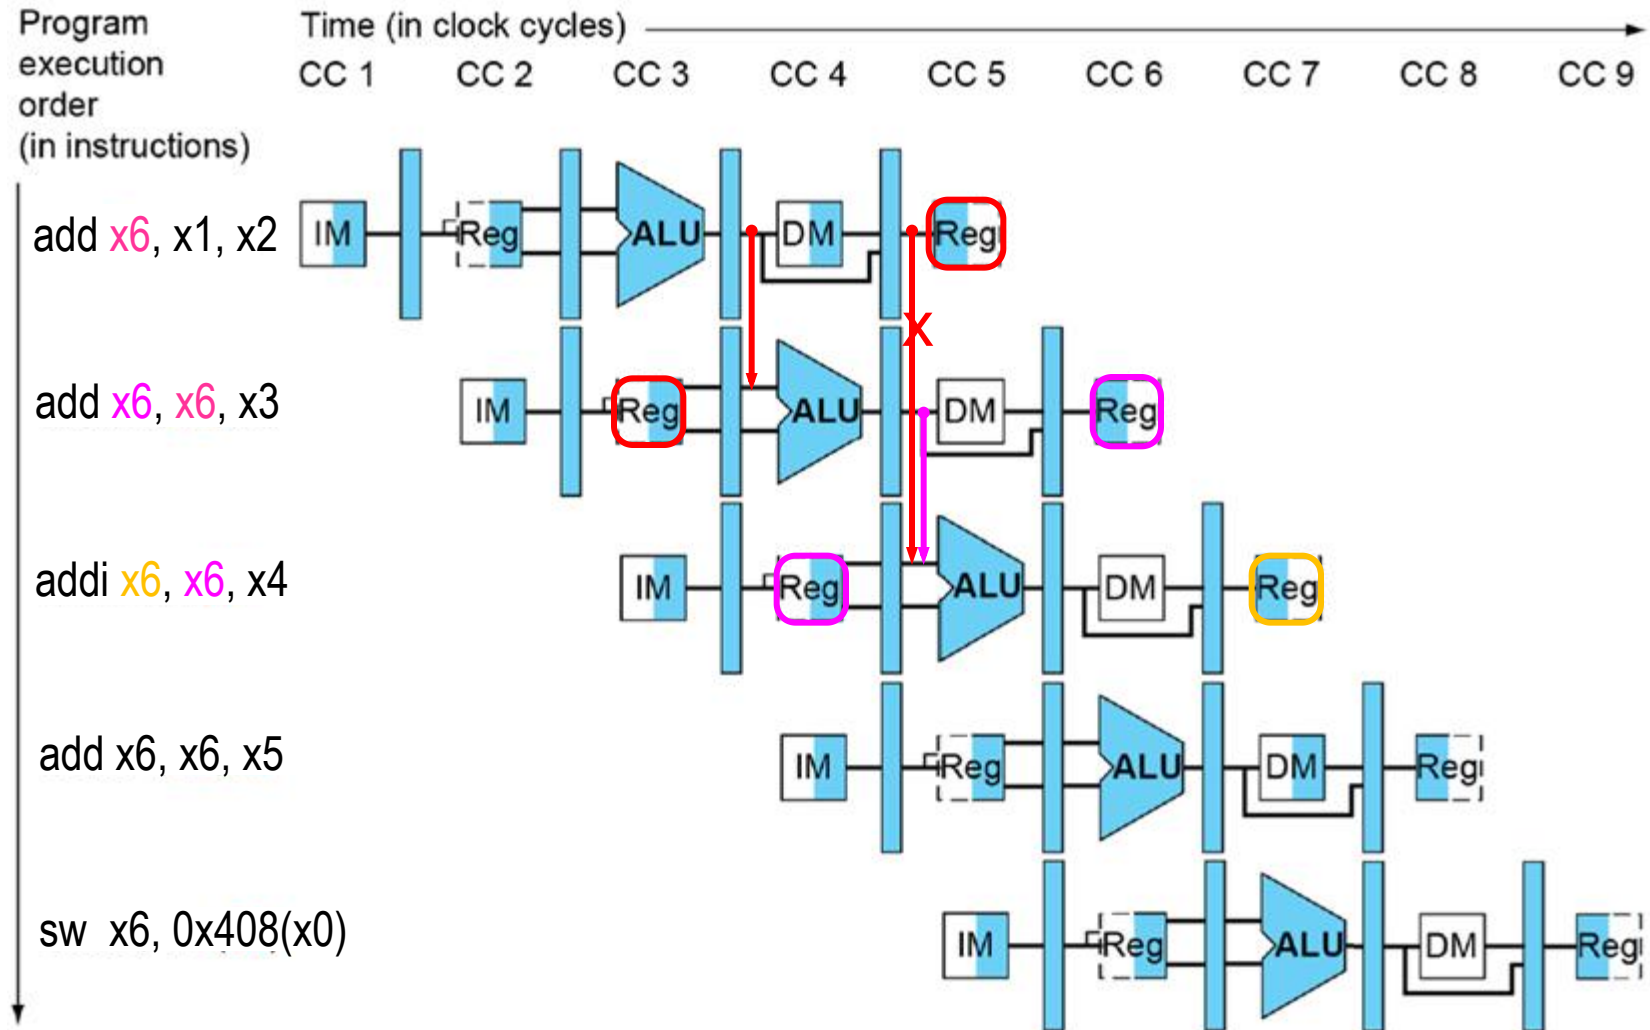 Program
execution
order
(in instructions)
Time (in clock cycles)
CC 1 CC 2 CC 3 CC 4 CC 5 CC 6 CC 7 CC 8 CC 9
add x6, x1, x2
IM Reg ALU DM Reg
X
add x6, x6, x3
IM Reg ALU DM Reg
addi x6, x6, x4
IM Reg ALU DM Reg
add x6, x6, x5
IM Reg ALU DM Reg
sw x6, 0x408(x0)
IM Reg ALU DM Reg